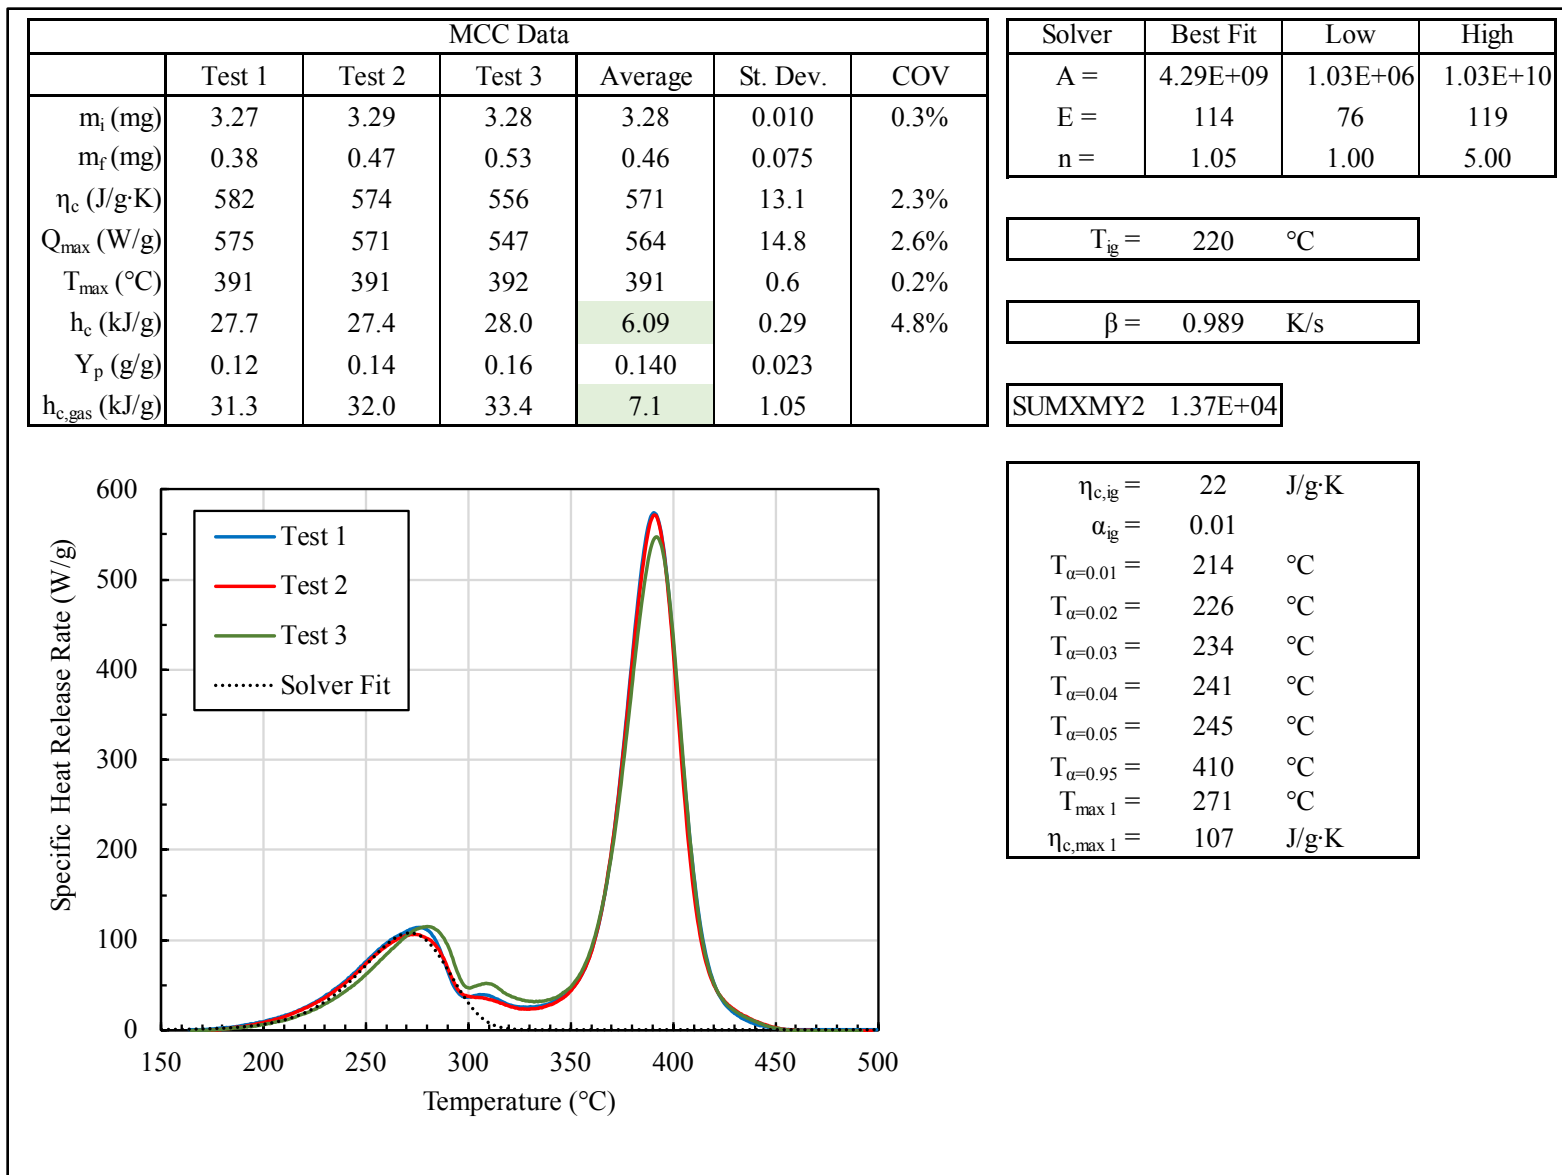 MCC Data
Test 1 Test 2 Test 3 Average St. Dev. COV
mi (mg) 3.27 3.29 3.28 3.28 0.010 0.3%
mf (mg) 0.38 0.47 0.53 0.46 0.075
ηc (J/g·K) 582 574 556 571 13.1 2.3%
Qmax (W/g) 575 571 547 564 14.8 2.6%
Tmax (°C) 391 391 392 391 0.6 0.2%
hc (kJ/g) 27.7 27.4 28.0 6.09 0.29 4.8%
Yp (g/g) 0.12 0.14 0.16 0.140 0.023
hc,gas (kJ/g) 31.3 32.0 33.4 7.1 1.05
Solver Best Fit Low High
A = 4.29E+09 1.03E+06 1.03E+10
E = 114 76 119
n = 1.05 1.00 5.00
Tig = 220 °C
β = 0.989 K/s
SUMXMY2 1.37E+04
ηc,ig = 22 J/g·K
αig = 0.01
Tα=0.01 = 214 °C
Tα=0.02 = 226 °C
Tα=0.03 = 234 °C
Tα=0.04 = 241 °C
Tα=0.05 = 245 °C
Tα=0.95 = 410 °C
Tmax 1 = 271 °C
ηc,max 1 = 107 J/g·K
Specific Heat Release Rate (W/g)
600
500
400
300
200
100
0
Test 1
Test 2
Test 3
Solver Fit
150 200 250 300 350 400 450 500
Temperature (°C)